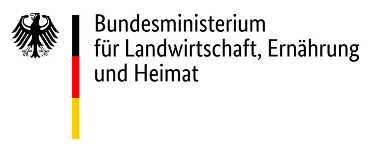 Bundesministerium
für Landwirtschaft, Ernährung
und Heimat